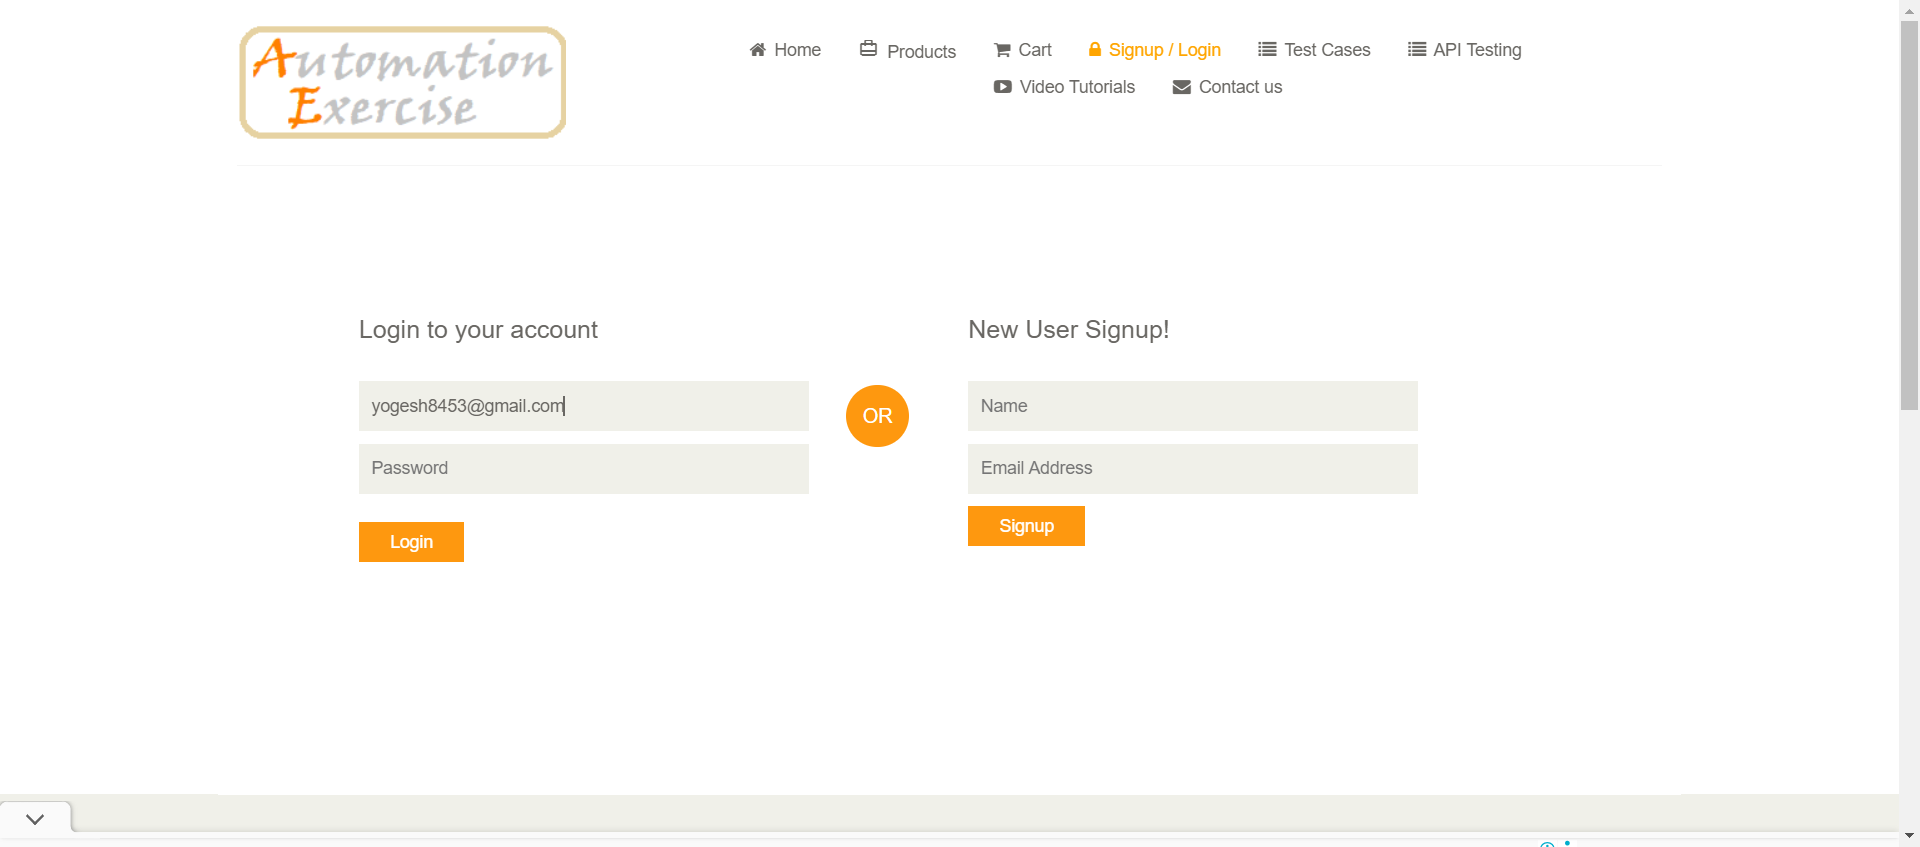 Automation
Exercise
Home
Products
Cart
Signup / Login
Test Cases
API Testing
Video Tutorials
Contact us
Login to your account
yogesh8453@gmail.com
Password
Login
OR
New User Signup!
Name
Email Address
Signup